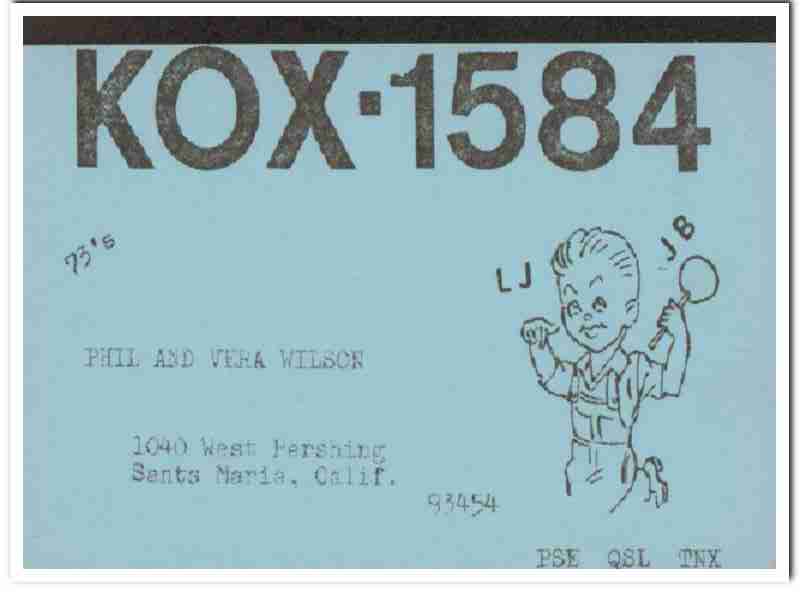 KOX-1584
73's
LJ JB
PHIL AND VERA WILSON
1040 West Pershing
Santa Maria, Calif.
93454
PSE QSL TNX